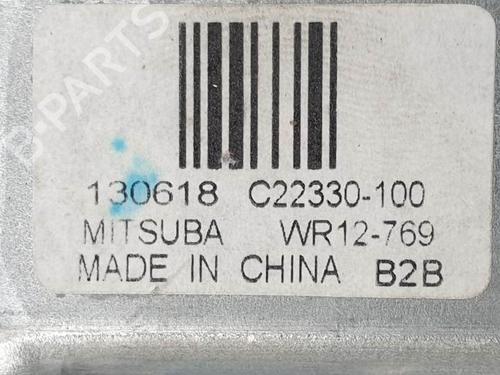 B-PARTS
130618 C22330-100
MITSUBA WR12-769
MADE IN CHINA B2B